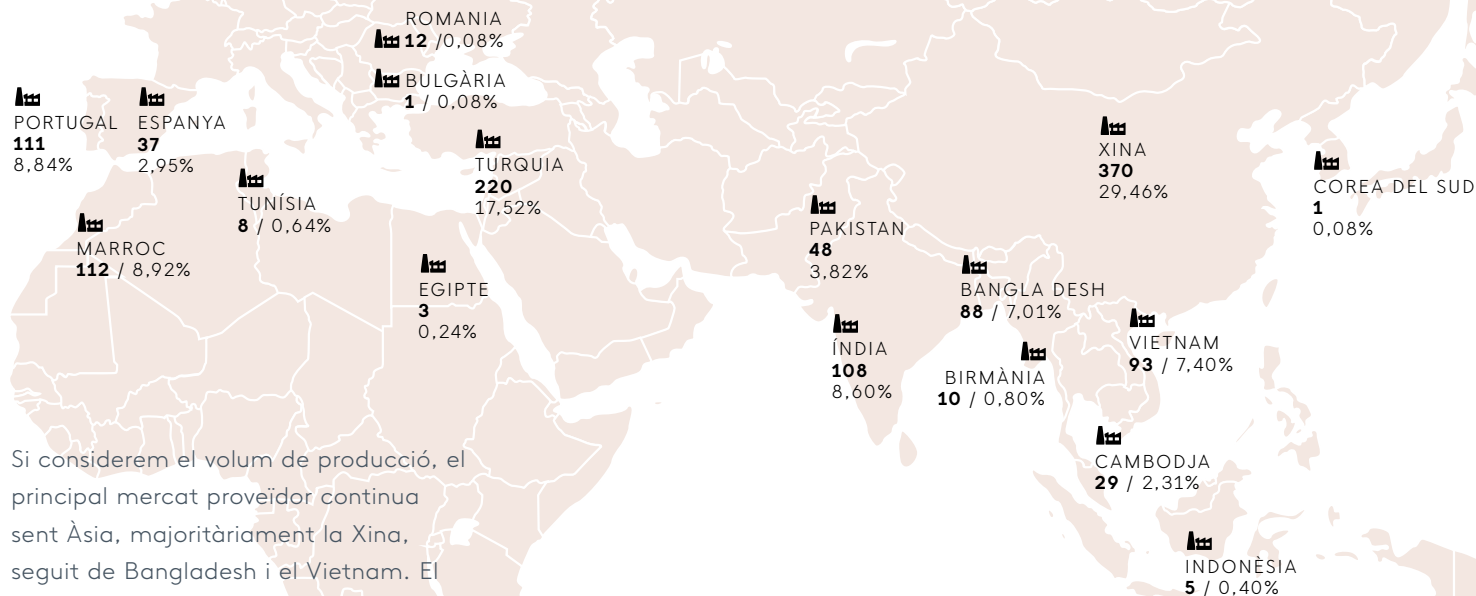 ROMANIA
12 /0,08%
BULGÀRIA
1 / 0,08%
PORTUGAL
111
8,84%
ESPANYA
37
2,95%
TURQUIA
220
17,52%
TUNÍSIA
8 / 0,64%
MARROC
112 / 8,92%
EGIPTE
3
0,24%
XINA
370
29,46%
COREA DEL SUD
1
0,08%
PAKISTAN
48
3,82%
BANGLA DESH
88 / 7,01%
ÍNDIA
108
8,60%
BIRMÀNIA
10 / 0,80%
VIETNAM
93 / 7,40%
CAMBODJA
29 / 2,31%
INDONÈSIA
5 / 0,40%
Si considerem el volum de producció, el
principal mercat proveïdor continua
sent Àsia, majoritàriament la Xina,
seguit de Bangladesh i el Vietnam. El